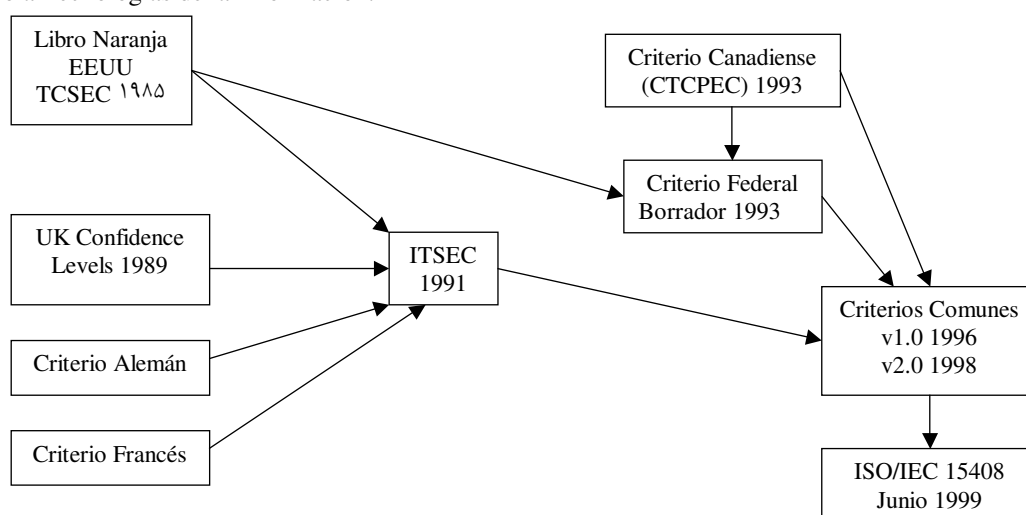 Libro Naranja
EEUU
TCSEC ۱۹۸۵
Criterio Canadiense
(CTCPEC) 1993
Criterio Federal
Borrador 1993
UK Confidence
Levels 1989
ITSEC
1991
Criterios Comunes
v1.0 1996
v2.0 1998
Criterio Alemán
Criterio Francés
ISO/IEC 15408
Junio 1999